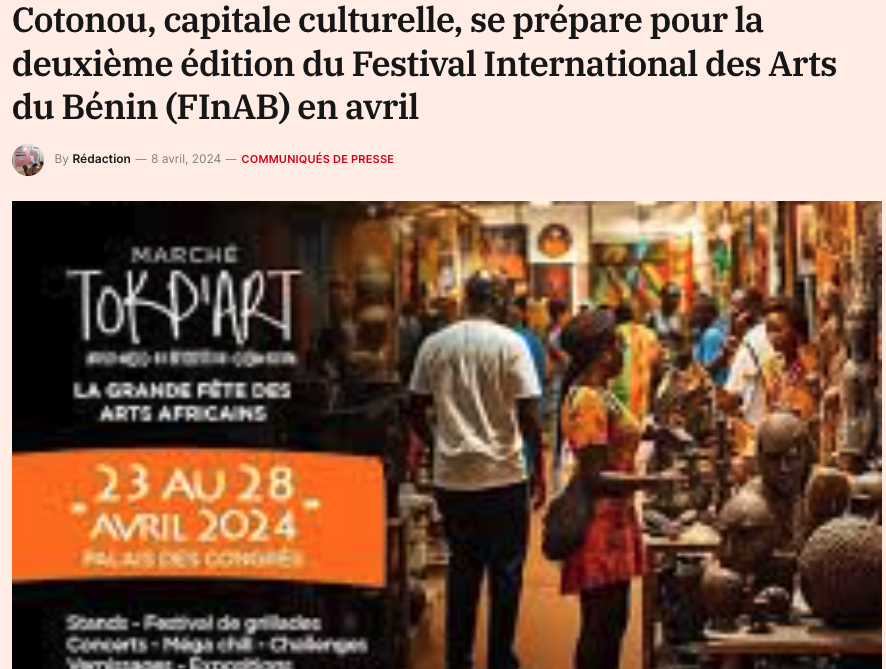 Cotonou, capitale culturelle, se prépare pour la
deuxième édition du Festival International des Arts
du Bénin (FInAB) en avril
By Rédaction — 8 avril, 2024 — COMMUNIQUÉS DE PRESSE
MARCHÉ
TOKP'ART
LA GRANDE FÊTE DES
ARTS AFRICAINS
- 23 AU 28 -
AVRIL 2024
PALAIS DES CONGRÈS
Stands - Festival de grillades
Concerts - Méga chill - Challenges
Vernissages - Expositions